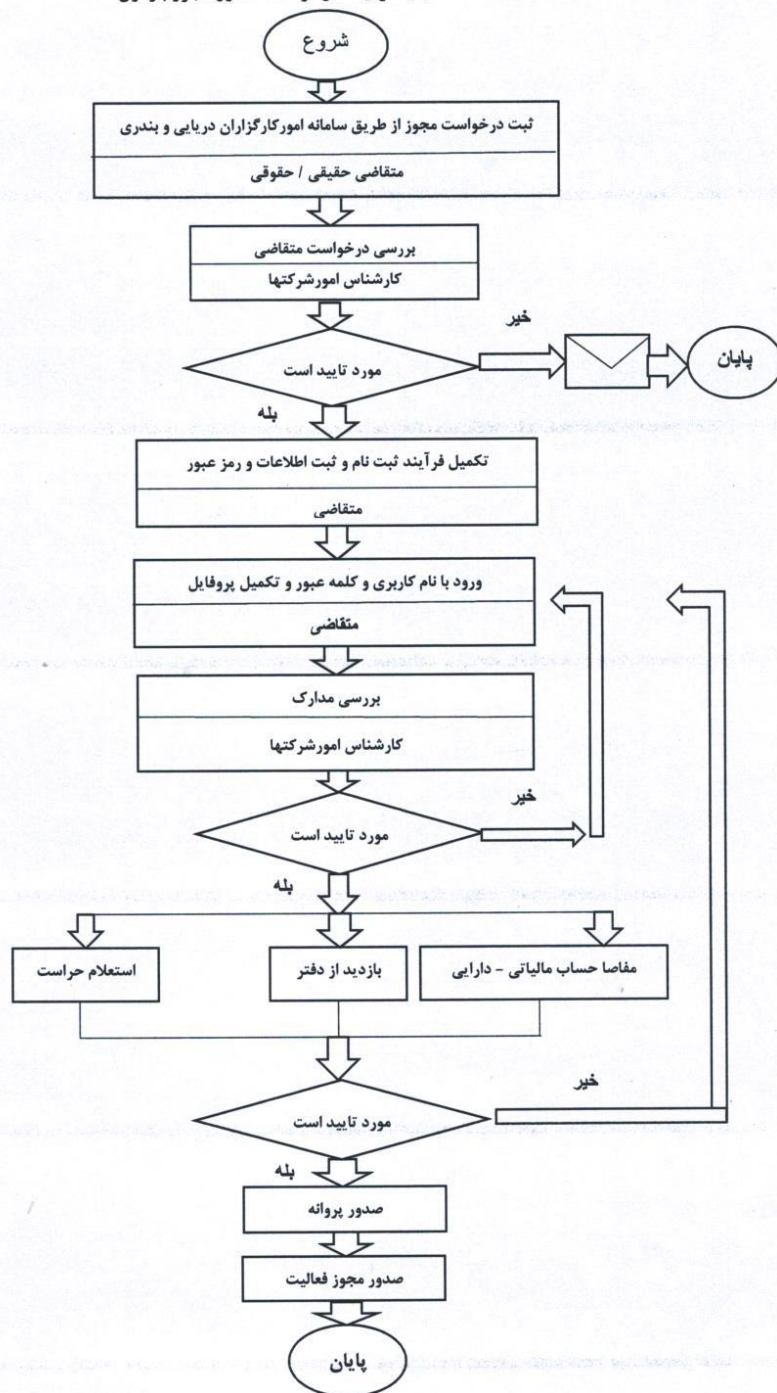 شروع
ثبت درخواست مجوز از طریق سامانه امورکارگزاران دریایی و بندری
متقاضی حقیقی / حقوقی
بررسی درخواست متقاضی
کارشناس امورشرکتها
خیر
مورد تایید است
پایان
بله
تکمیل فرآیند ثبت نام و ثبت اطلاعات و رمز عبور
متقاضی
ورود با نام کاربری و کلمه عبور و تکمیل پروفایل
متقاضی
بررسی مدارک
کارشناس امورشرکتها
خیر
مورد تایید است
بله
مفاصا حساب مالیاتی – دارایی
بازدید از دفتر
استعلام حراست
خیر
مورد تایید است
بله
صدور پروانه
صدور مجوز فعالیت
پایان